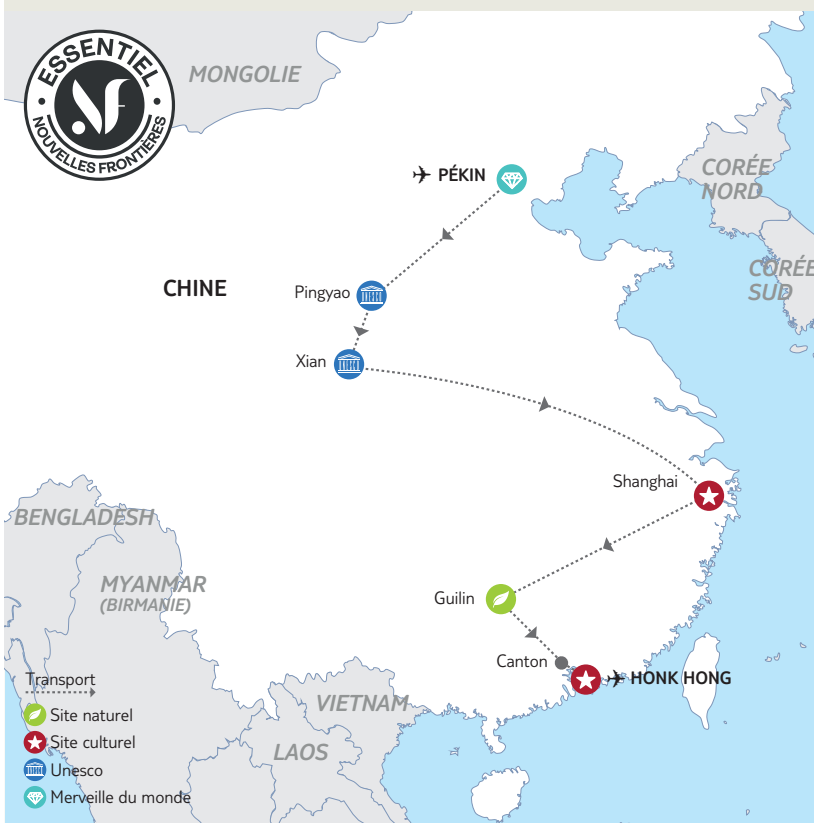 ESSENTIEL
NF
NOUVELLES FRONTIÈRES
MONGOLIE
PÉKIN
CORÉE
NORD
CORÉE
SUD
CHINE
Pingyao
Xian
Shanghai
BENGLADESH
MYANMAR
(BIRMANIE)
Guilin
Canton
HONK HONG
VIETNAM
LAOS
Transport
Site naturel
Site culturel
Unesco
Merveille du monde